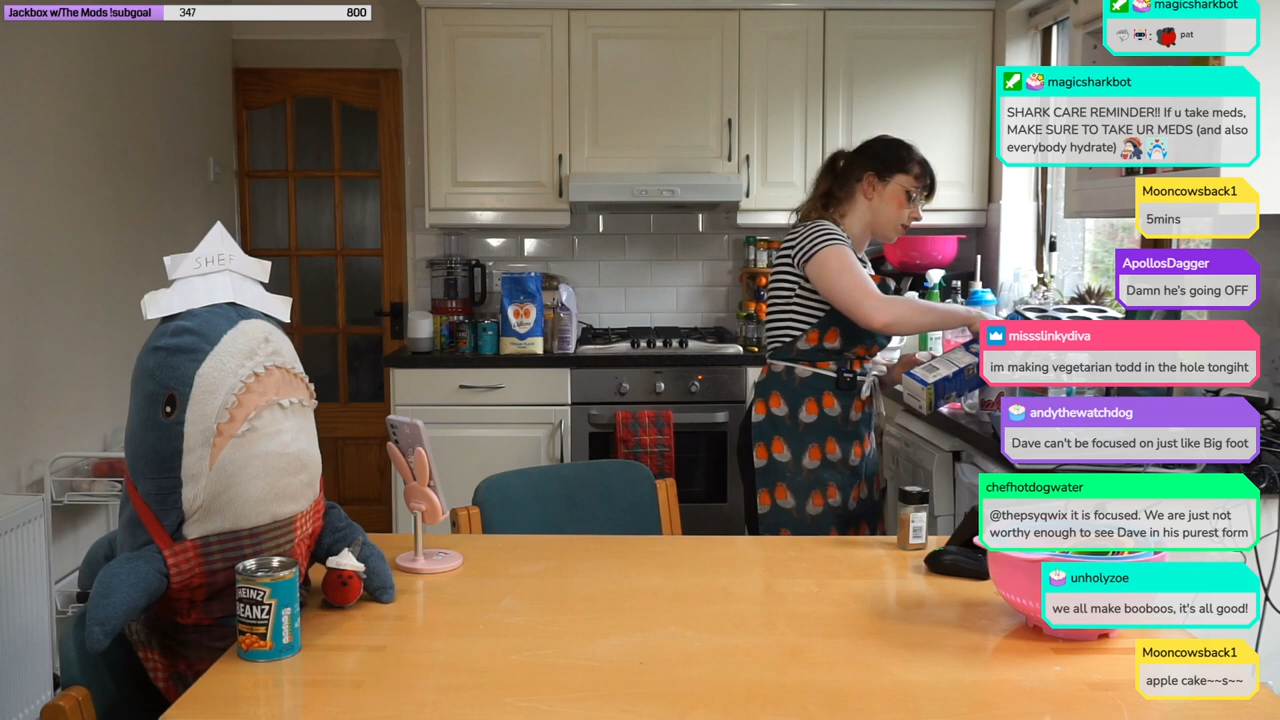 Jackbox w/The Mods !subgoal 347 800
magicsharkbot
: pat
magicsharkbot
SHARK CARE REMINDER!! If u take meds,
MAKE SURE TO TAKE UR MEDS (and also
everybody hydrate)
Mooncowsback1
5mins
ApollosDagger
Damn he's going OFF
missslinkydiva
im making vegetarian todd in the hole tongiht
andythewatchdog
Dave can't be focused on just like Big foot
chefhotdogwater
@thepsyqwix it is focused. We are just not
worthy enough to see Dave in his purest form
unholyzoe
we all make booboos, it's all good!
Mooncowsback1
apple cake~~s~~
SHEF
HEINZ
BEANZ